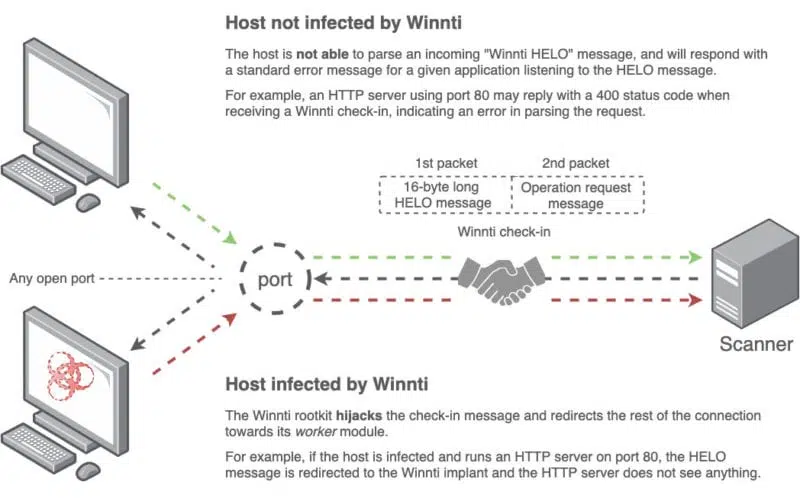 Host not infected by Winnti
The host is not able to parse an incoming "Winnti HELO" message, and will respond with
a standard error message for a given application listening to the HELO message.
For example, an HTTP server using port 80 may reply with a 400 status code when
receiving a Winnti check-in, indicating an error in parsing the request.
1st packet
2nd packet
16-byte long
HELO message
Operation request
message
Winnti check-in
Any open port
port
Scanner
Host infected by Winnti
The Winnti rootkit hijacks the check-in message and redirects the rest of the connection
towards its worker module.
For example, if the host is infected and runs an HTTP server on port 80, the HELO
message is redirected to the Winnti implant and the HTTP server does not see anything.